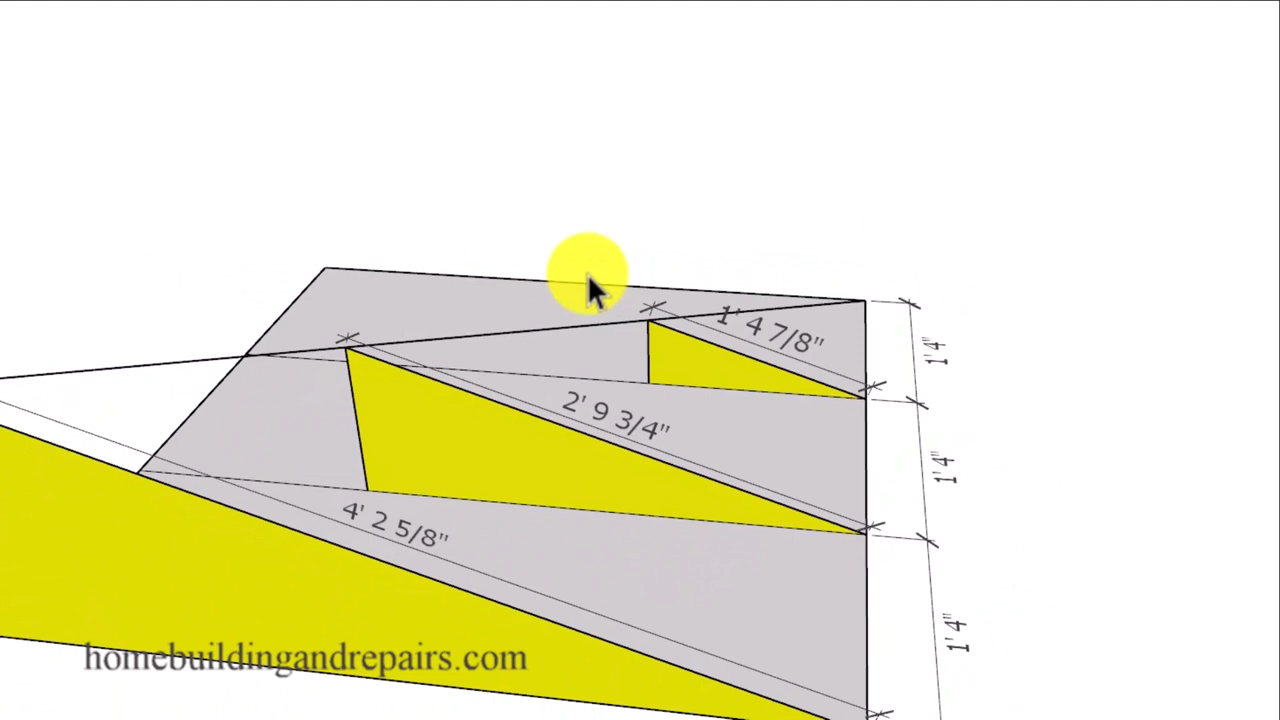 1' 4 7/8"
1'4"
2' 9 3/4"
1'4"
4' 2 5/8"
1'4"
homebuildingandrepairs.com